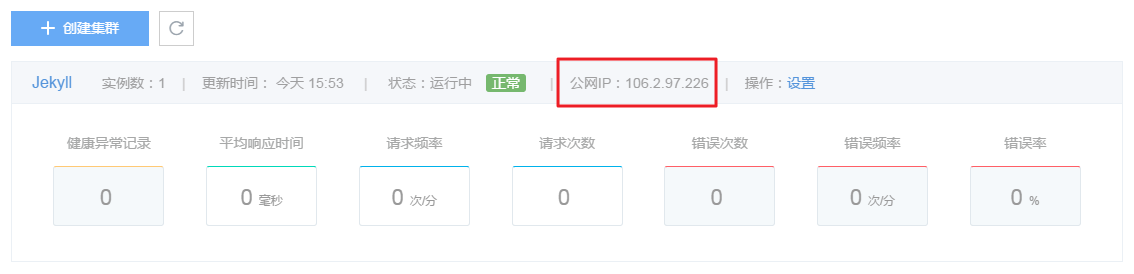 + 创建集群
Jekyll 实例数：1 | 更新时间： 今天 15:53 | 状态：运行中 正常 | 公网IP：106.2.97.226 | 操作：设置
健康异常记录 平均响应时间 请求频率 请求次数 错误次数 错误频率 错误率
0 0 毫秒 0 次/分 0 0 0 次/分 0 %